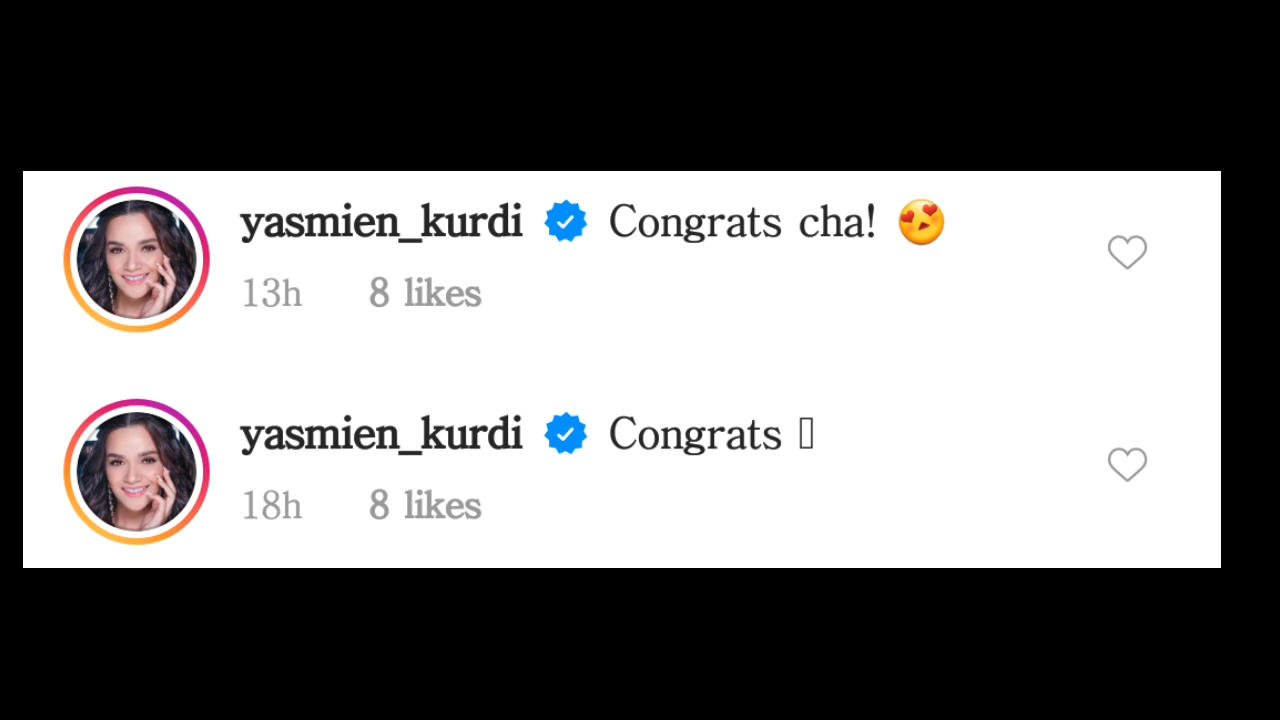 yasmien_kurdi Congrats cha! 😍
13h 8 likes
yasmien_kurdi Congrats
18h 8 likes